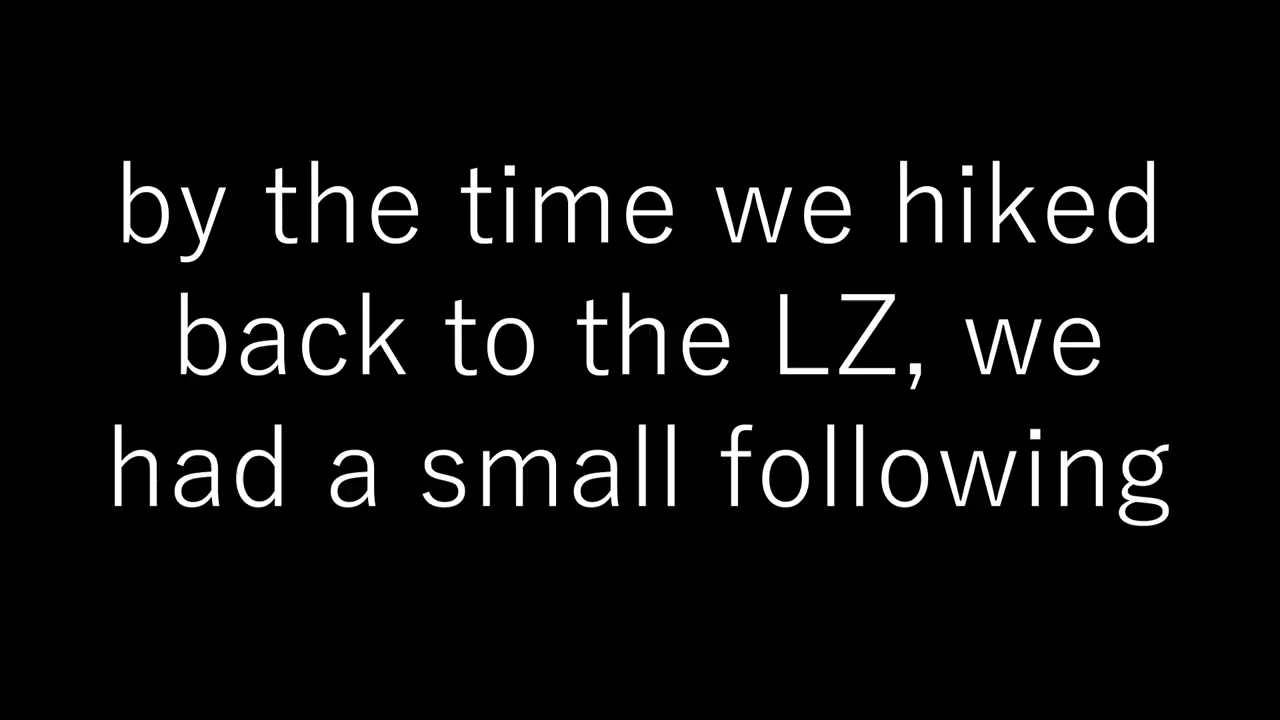 by the time we hiked
back to the LZ, we
had a small following